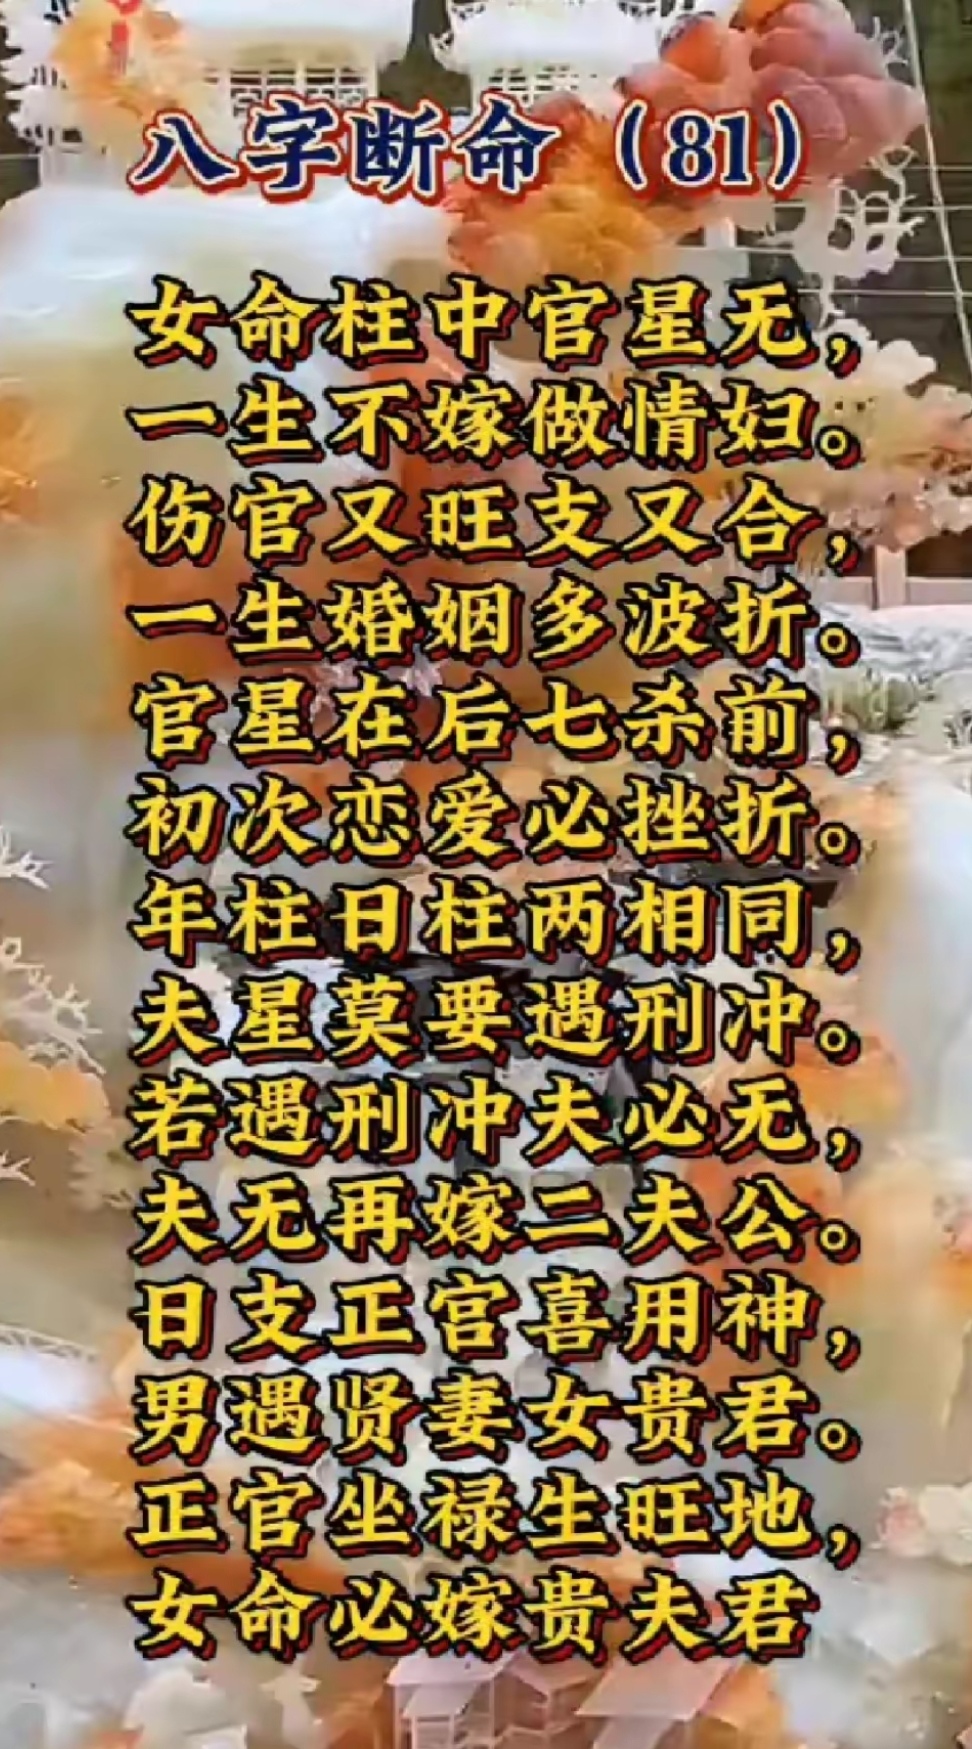 八字断命（81）
女命柱中官星无，
一生不嫁做情妇。
伤官又旺支又合，
一生婚姻多波折。
官星在后七杀前，
初次恋爱必挫折。
年柱日柱两相同，
夫星莫要遇刑冲。
若遇刑冲夫必无，
夫无再嫁二夫公。
日支正官喜用神，
男遇贤妻女贵君。
正官坐禄生旺地，
女命必嫁贵夫君